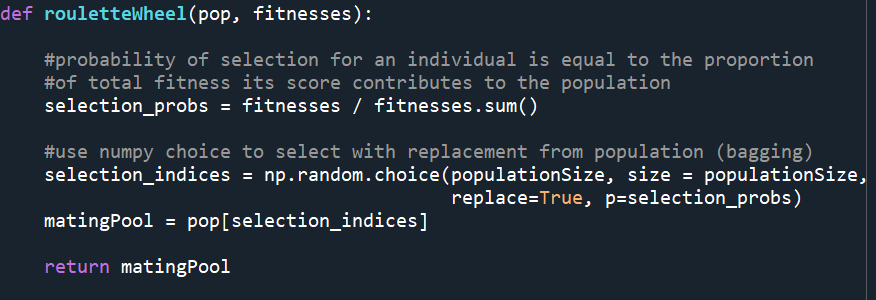 def rouletteWheel(pop, fitnesses):
#probability of selection for an individual is equal to the proportion
#of total fitness its score contributes to the population
selection_probs = fitnesses / fitnesses.sum()
#use numpy choice to select with replacement from population (bagging)
selection_indices = np.random.choice(populationSize, size = populationSize,
replace=True, p=selection_probs)
matingPool = pop[selection_indices]
return matingPool